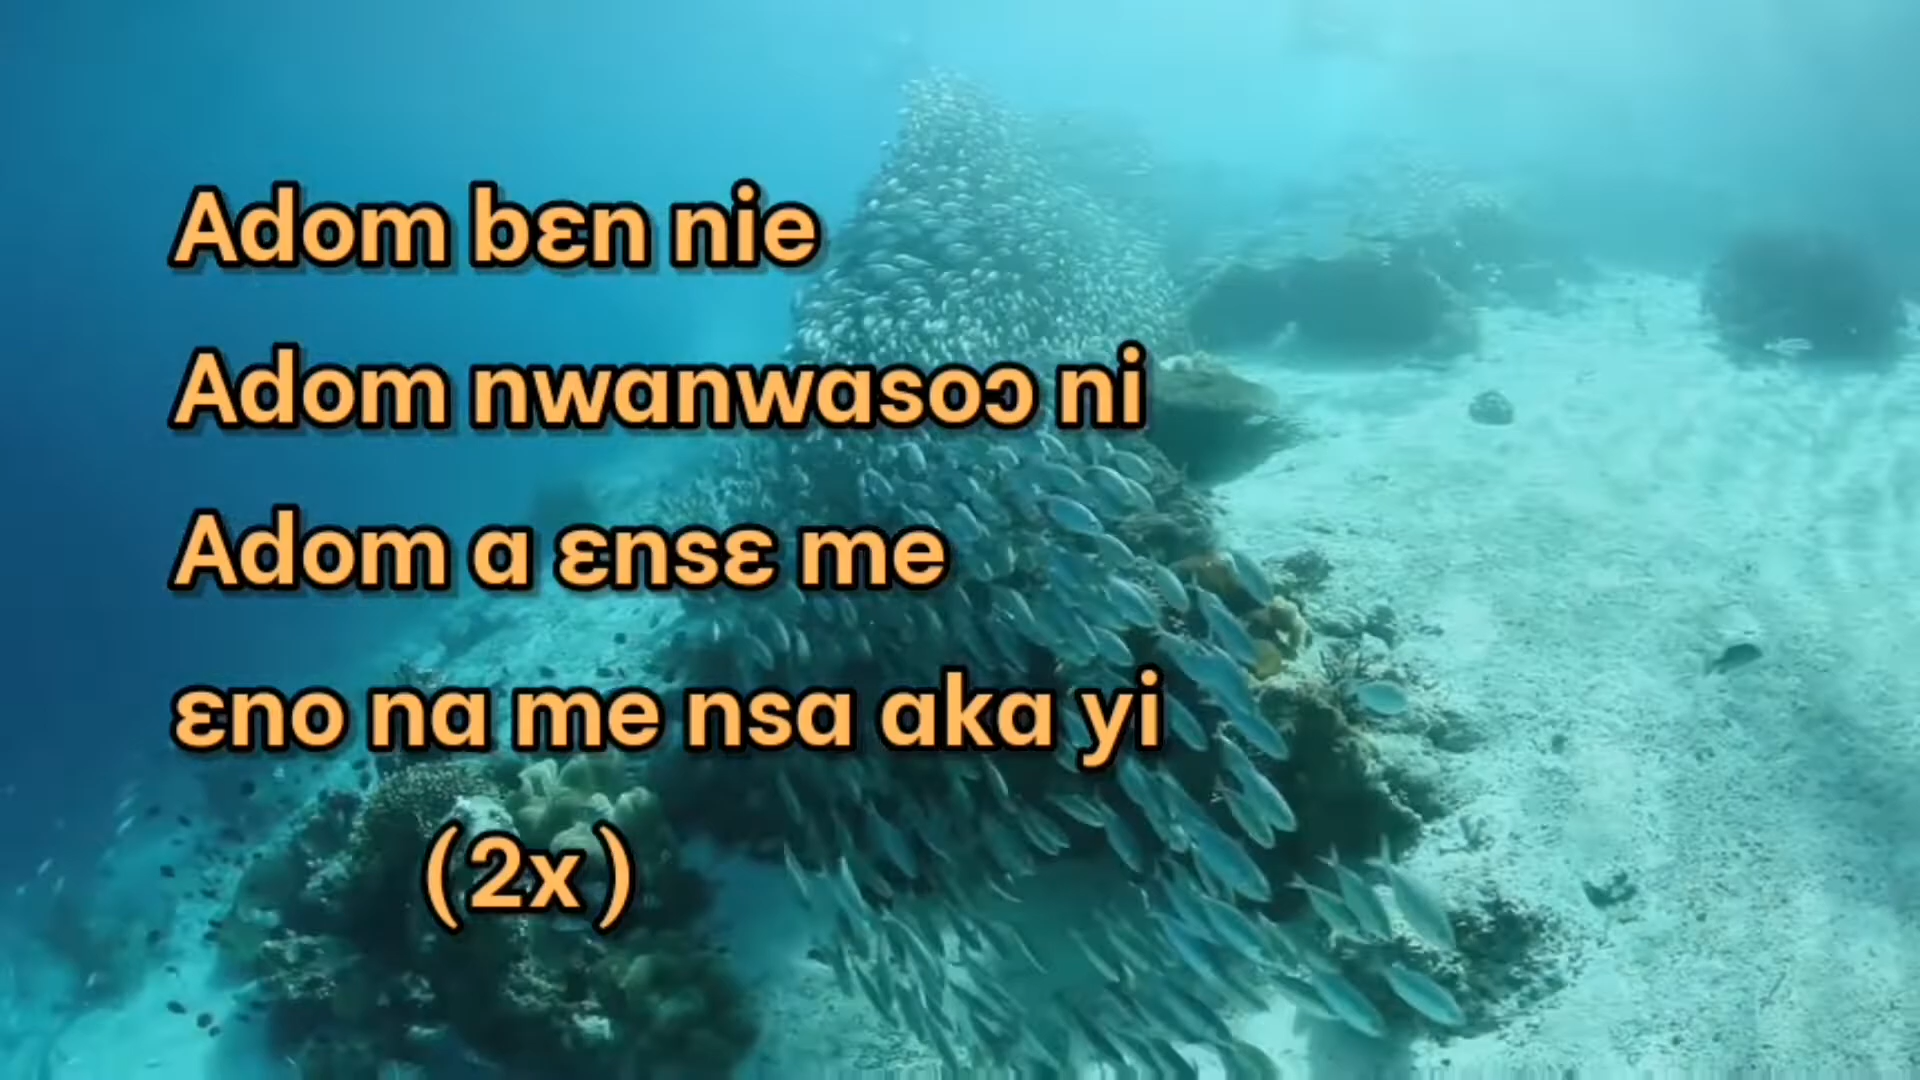 Adom bɛn nie
Adom nwanwasoɔ ni
Adom a ɛnsɛ me
ɛno na me nsa aka yi
(2x)